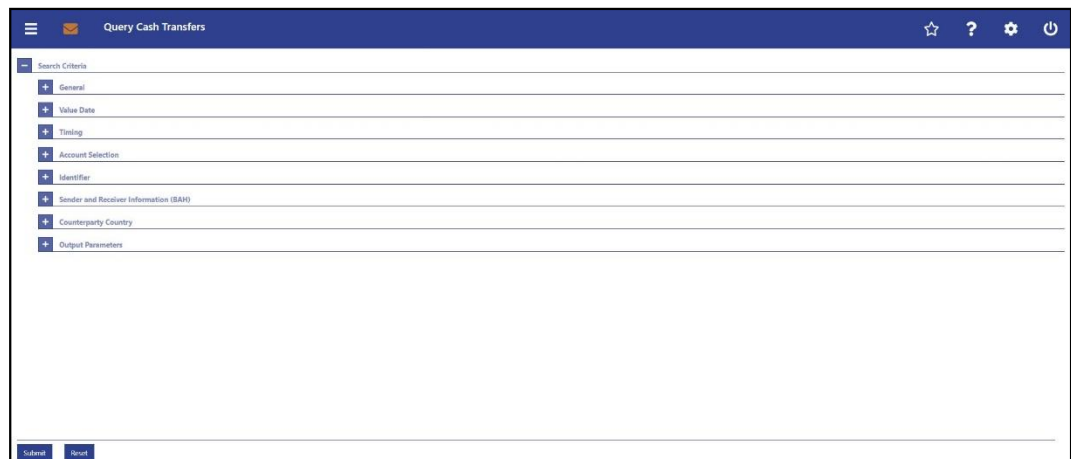 Query Cash Transfers
Search Criteria
General
Value Date
Timing
Account Selection
Identifier
Sender and Receiver Information (BAH)
Counterparty Country
Output Parameters
Submit Reset